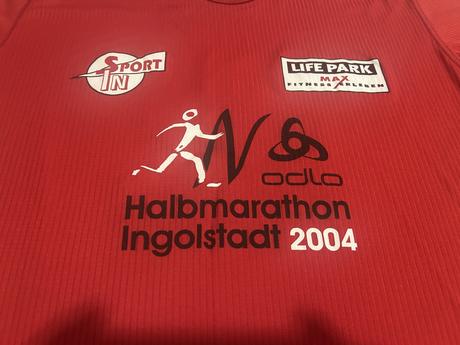 SPORT
IN
LIFE PARK
MAX
FITNESS ERLEBEN
N
odlo
Halbmarathon
Ingolstadt 2004